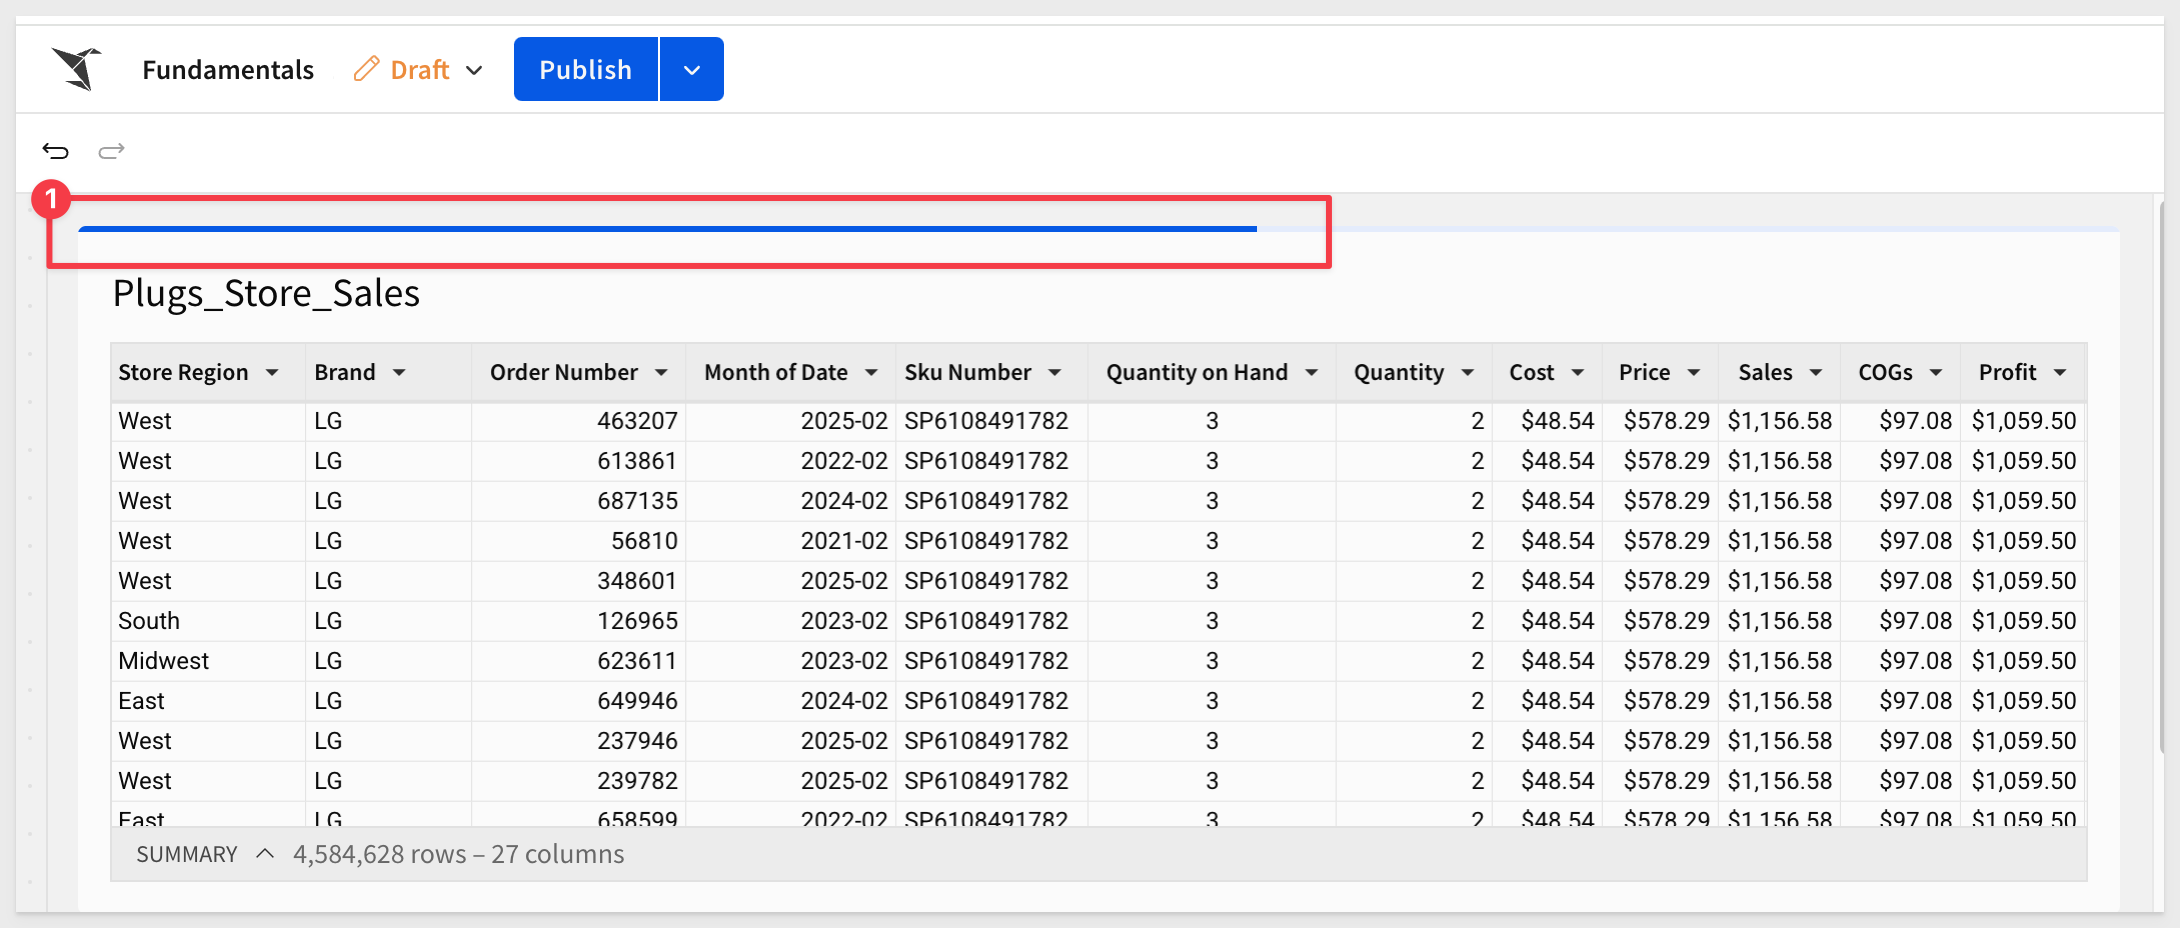 Fundamentals Draft Publish
1
Plugs_Store_Sales
Store Region Brand Order Number Month of Date Sku Number Quantity on Hand Quantity Cost Price Sales COGs Profit
West LG 463207 2025-02 SP6108491782 3 2 $48.54 $578.29 $1,156.58 $97.08 $1,059.50
West LG 613861 2022-02 SP6108491782 3 2 $48.54 $578.29 $1,156.58 $97.08 $1,059.50
West LG 687135 2024-02 SP6108491782 3 2 $48.54 $578.29 $1,156.58 $97.08 $1,059.50
West LG 56810 2021-02 SP6108491782 3 2 $48.54 $578.29 $1,156.58 $97.08 $1,059.50
West LG 348601 2025-02 SP6108491782 3 2 $48.54 $578.29 $1,156.58 $97.08 $1,059.50
South LG 126965 2023-02 SP6108491782 3 2 $48.54 $578.29 $1,156.58 $97.08 $1,059.50
Midwest LG 623611 2023-02 SP6108491782 3 2 $48.54 $578.29 $1,156.58 $97.08 $1,059.50
East LG 649946 2024-02 SP6108491782 3 2 $48.54 $578.29 $1,156.58 $97.08 $1,059.50
West LG 237946 2025-02 SP6108491782 3 2 $48.54 $578.29 $1,156.58 $97.08 $1,059.50
West LG 239782 2025-02 SP6108491782 3 2 $48.54 $578.29 $1,156.58 $97.08 $1,059.50
East LG 658599 2022-02 SP6108491782 3 2 $48.54 $578.29 $1,156.58 $97.08 $1,059.50
SUMMARY 4,584,628 rows – 27 columns